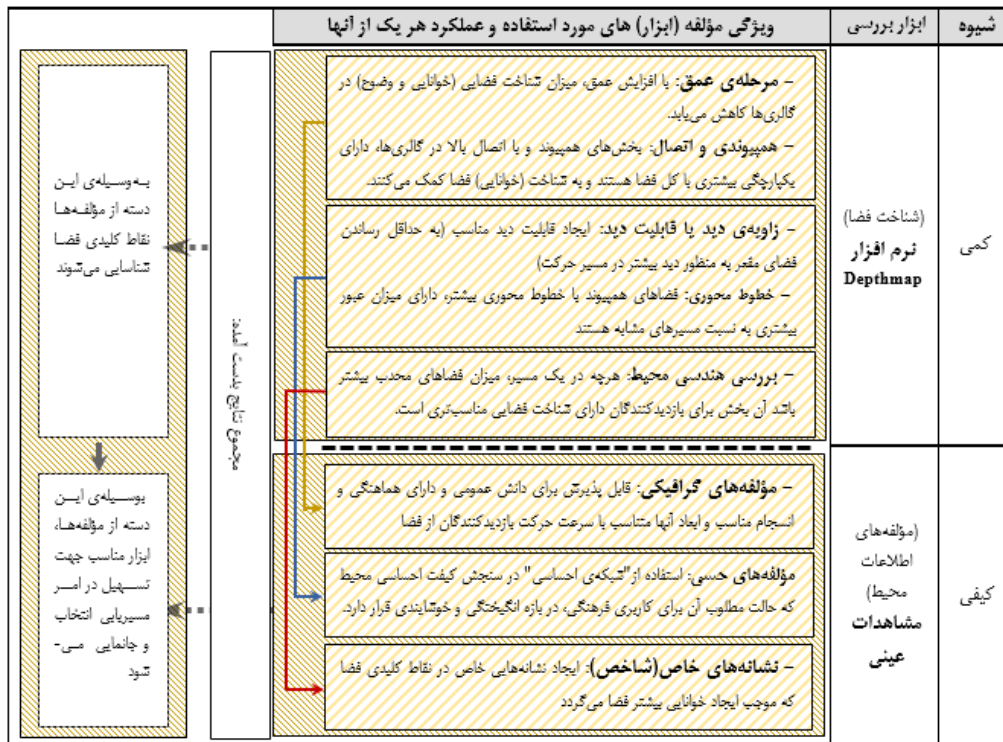 شیوه
ابزار بررسی
ویژگی مؤلفه (ابزار) های مورد استفاده و عملکرد هر یک از آنها
کمی
(شناخت فضا)
نرم افزار
Depthmap
– مرحله‌ی عمق: با افزایش عمق، میزان شناخت فضایی (خوانایی و وضوح) در
گالری‌ها کاهش می‌یابد.
– همپیوندی و اتصال: بخش‌های همپیوند و با اتصال بالا در گالری‌ها، دارای
یکپارچگی بیشتری با کل فضا هستند و به شناخت (خوانایی) فضا کمک می‌کنند.
– زاویه‌ی دید یا قابلیت دید: ایجاد قابلیت دید مناسب (به حداقل رساندن
فضای مقعر به منظور دید بیشتر در مسیر حرکت)
– خطوط محوری: فضاهای همپیوند با خطوط محوری بیشتر، دارای میزان عبور
بیشتری به نسبت مسیرهای مشابه هستند
– بررسی هندسی محیط: هرچه در یک مسیر، میزان فضاهای محدب بیشتر
باشد آن بخش برای بازدیدکنندگان دارای شناخت فضایی مناسب‌تری است.
کیفی
(مؤلفه‌های
اطلاعات
محیط)
مشاهدات
عینی
– مؤلفه‌های گرافیکی: قابل پذیرش برای دانش عمومی و دارای هماهنگی و
انسجام مناسب و ابعاد آنها متناسب با سرعت حرکت بازدیدکنندگان از فضا
مؤلفه‌های حسی: استفاده از"شبکه‌ی احساسی" در سنجش کیفت احساسی محیط
که حالت مطلوب آن برای کاربری فرهنگی، در بازه انگیختگی و خوشایندی قرار دارد.
– نشانه‌های خاص(شاخص): ایجاد نشانه‌هایی خاص در نقاط کلیدی فضا
که موجب ایجاد خوانایی بیشتر فضا می‌گردد
مجموع نتایج بدست آمده:
به‌وسیله‌ی این
دسته از مؤلفه‌ها
نقاط کلیدی فضا
شناسایی می‌شوند
بوسیله‌ی این
دسته از مؤلفه‌ها،
ابزار مناسب جهت
تسهیل در امر
مسیریابی انتخاب
و جانمایی می-
شود